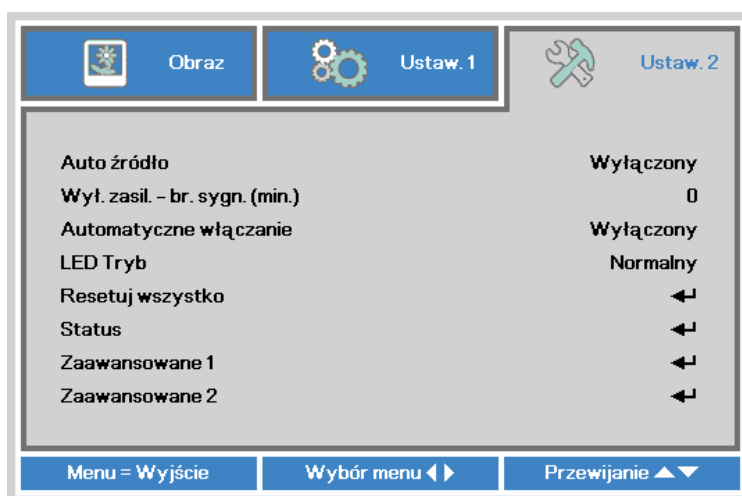 Obraz
Ustaw. 1
Ustaw. 2
Auto źródło Wyłączony
Wył. zasil. – br. sygn. (min.) 0
Automatyczne włączanie Wyłączony
LED Tryb Normalny
Resetuj wszystko
Status
Zaawansowane 1
Zaawansowane 2
Menu = Wyjście Wybór menu Przewijanie